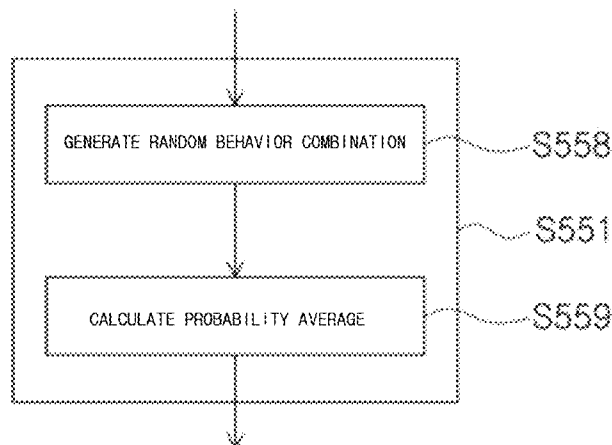 GENERATE RANDOM BEHAVIOR COMBINATION
S558
S551
CALCULATE PROBABILITY AVERAGE
S559